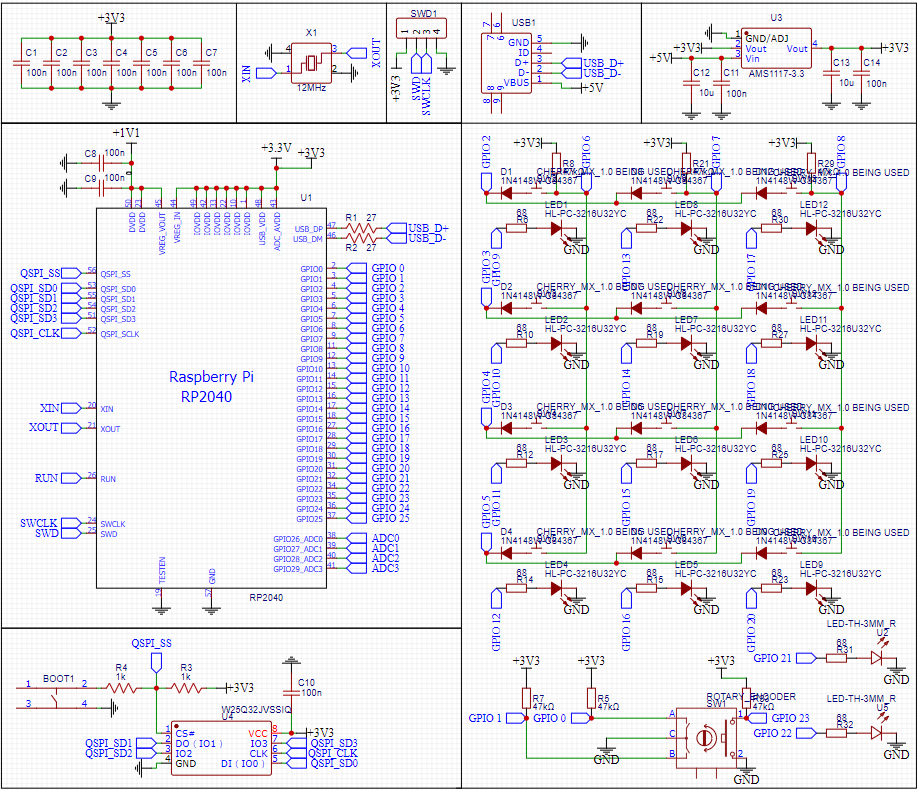 +3V3
C1
C2
C3
C4
C5
C6
C7
100n
100n
100n
100n
100n
100n
100n
X1
4
3
1
2
XIN
XOUT
12MHz
SWD1
1
2
3
4
+3V3
SWD
SWCLK
USB1
7
6
7
6
GND
5
ID
4
D+
3
USB_D+
D-
2
USB_D-
VBUS
1
+5V
8
9
8
9
U3
1
GND/ADJ
+3V3
2
Vout
Vout
4
+3V3
+5V
3
Vin
AMS1117-3.3
C12
10u
C11
100n
C13
10u
C14
100n
+1V1
C8
100n
C9
100n
+3.3V
+3V3
U1
50
23
45
44
49
42
33
22
10
1
48
43
DVDD
DVDD
VREG_VOUT
VREG_IN
IOVDD
IOVDD
IOVDD
IOVDD
IOVDD
IOVDD
USB_VDD
ADC_AVDD
R1
27
USB_DP
47
USB_D+
USB_DM
46
USB_D-
R2
27
QSPI_SS
56
QSPI_SS
QSPI_SD0
53
QSPI_SD0
QSPI_SD1
55
QSPI_SD1
QSPI_SD2
54
QSPI_SD2
QSPI_SD3
51
QSPI_SD3
QSPI_CLK
52
QSPI_SCLK
XIN
20
XIN
XOUT
21
XOUT
RUN
26
RUN
SWCLK
24
SWCLK
SWD
25
SWD
Raspberry Pi
RP2040
GPIO0
2
GPIO 0
GPIO1
3
GPIO 1
GPIO2
4
GPIO 2
GPIO3
5
GPIO 3
GPIO4
6
GPIO 4
GPIO5
7
GPIO 5
GPIO6
8
GPIO 6
GPIO7
9
GPIO 7
GPIO8
11
GPIO 8
GPIO9
12
GPIO 9
GPIO10
13
GPIO 10
GPIO11
14
GPIO 11
GPIO12
15
GPIO 12
GPIO13
16
GPIO 13
GPIO14
17
GPIO 14
GPIO15
18
GPIO 15
GPIO16
27
GPIO 16
GPIO17
28
GPIO 17
GPIO18
29
GPIO 18
GPIO19
30
GPIO 19
GPIO20
31
GPIO 20
GPIO21
32
GPIO 21
GPIO22
34
GPIO 22
GPIO23
35
GPIO 23
GPIO24
36
GPIO 24
GPIO25
37
GPIO 25
GPIO26_ADC0
38
ADC0
GPIO27_ADC1
39
ADC1
GPIO28_ADC2
40
ADC2
GPIO29_ADC3
41
ADC3
TESTEN
19
GND
57
RP2040
GPIO 2
+3V3
GPIO 6
+3V3
GPIO 7
+3V3
GPIO 8
R8
R21
R29
D1
CHERRY_MX_1.0 BEING USED
1N4148W
1N4148W
1N4148W
LED1
LED8
LED12
HL-PC-3216U32YC
HL-PC-3216U32YC
HL-PC-3216U32YC
68
R6
68
R22
68
R30
GND
GND
GND
GPIO 3
GPIO 9
GPIO 13
GPIO 17
D2
CHERRY_MX_1.0 BEING USED
1N4148W
1N4148W
1N4148W
LED2
LED7
LED11
HL-PC-3216U32YC
HL-PC-3216U32YC
HL-PC-3216U32YC
68
R10
68
R19
68
R27
GND
GND
GND
GPIO 4
GPIO 10
GPIO 14
GPIO 18
D3
CHERRY_MX_1.0 BEING USED
1N4148W
1N4148W
1N4148W
LED3
LED6
LED10
HL-PC-3216U32YC
HL-PC-3216U32YC
HL-PC-3216U32YC
68
R12
68
R17
68
R25
GND
GND
GND
GPIO 5
GPIO 11
GPIO 15
GPIO 19
D4
CHERRY_MX_1.0 BEING USED
1N4148W
1N4148W
1N4148W
LED4
LED5
LED9
HL-PC-3216U32YC
HL-PC-3216U32YC
HL-PC-3216U32YC
68
R14
68
R15
68
R23
GND
GND
GND
GPIO 12
GPIO 16
GPIO 20
LED-TH-3MM_R
U2
GPIO 21
68
R31
GND
LED-TH-3MM_R
U5
GPIO 22
68
R32
GND
+3V3
+3V3
+3V3
R7
47kΩ
R5
47kΩ
47kΩ
ROTARY_ENCODER
SW1
GPIO 1
GPIO 0
A
C
B
1
2
GPIO 23
GND
GND
QSPI_SS
BOOT1
1
2
3
4
R4
1k
R3
1k
+3V3
C10
100n
W25Q32JVSSIQ
U4
1
CS#
VCC
8
+3V3
QSPI_SD1
2
DO (IO1)
IO3
7
QSPI_SD3
QSPI_SD2
3
IO2
CLK
6
QSPI_CLK
4
GND
DI (IO0)
5
QSPI_SD0